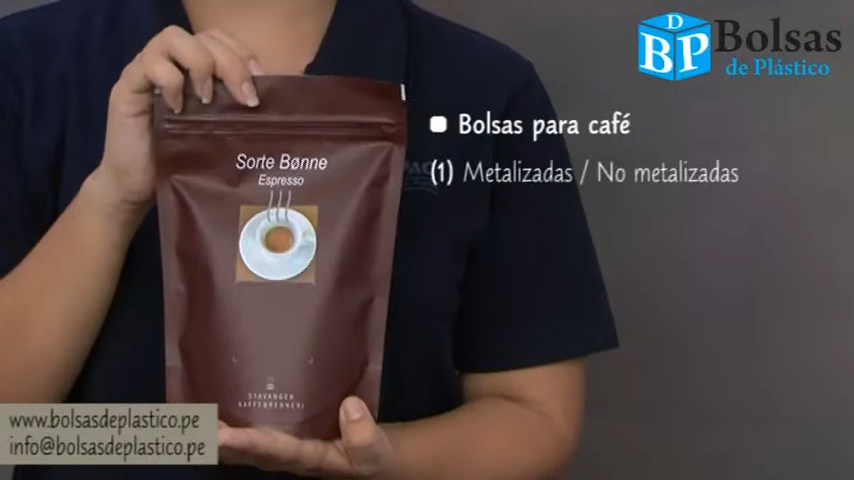 DBP Bolsas
de Plástico
Bolsas para café
(1) Metalizadas / No metalizadas
Sorte Bønne
Espresso
STAVANGER
KAFFEBRENNERI
www.bolsasdeplastico.pe
info@bolsasdeplastico.pe